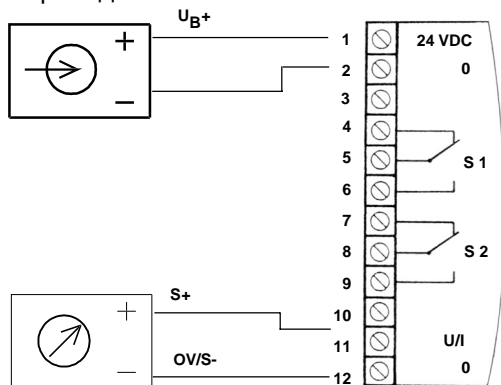 U_B+
+
1 24 VDC
2 0
3
−
4
5 S 1
6
7
8 S 2
9
S+
+
10
11 U/I
OV/S-
−
12 0